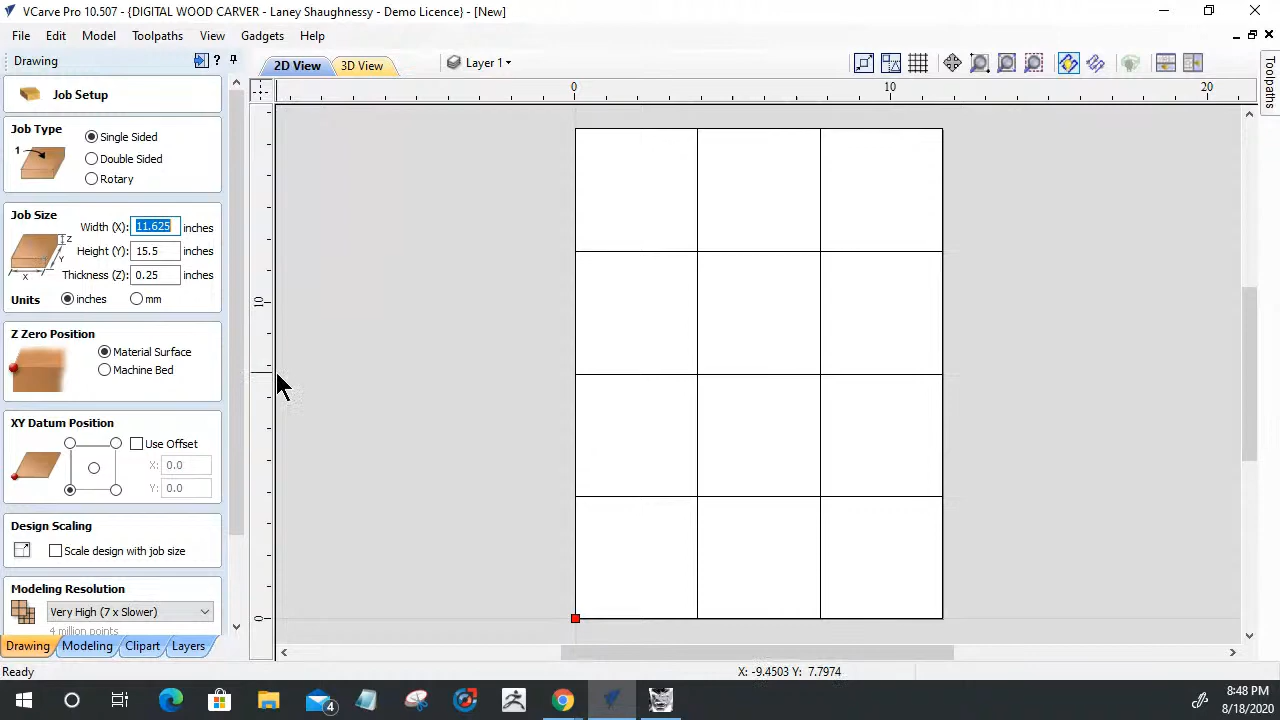 VCarve Pro 10.507 - {DIGITAL WOOD CARVER - Laney Shaughnessy - Demo Licence} - [New]
File Edit Model Toolpaths View Gadgets Help
Drawing ?
2D View 3D View Layer 1
Toolpaths
Job Setup
0 10 20
Job Type
Single Sided
1
Double Sided
Rotary
Job Size
Width (X): 11.625 inches
Z
Height (Y): 15.5 inches
Y
X
Thickness (Z): 0.25 inches
Units inches mm
10
Z Zero Position
Material Surface
Machine Bed
XY Datum Position
Use Offset
X: 0.0
Y: 0.0
Design Scaling
Scale design with job size
Modeling Resolution
Very High (7 x Slower)
0
4 million points
Drawing Modeling Clipart Layers
Ready X: -9.4503 Y: 7.7974
4
8:48 PM
8/18/2020